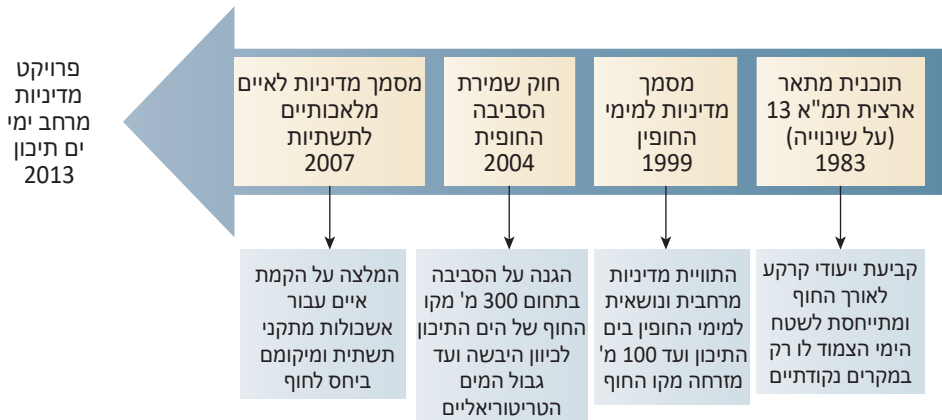 תוכנית מתאר
ארצית תמ"א 13
(על שינוייה)
1983
מסמך
מדיניות למימי
החופין
1999
חוק שמירת
הסביבה
החופית
2004
מסמך מדיניות לאיים
מלאכותיים
לתשתיות
2007
פרויקט
מדיניות
מרחב ימי
ים תיכון
2013
קביעת ייעודי קרקע
לאורך החוף
ומתייחסת לשטח
הימי הצמוד לו רק
במקרים נקודתיים
התוויית מדיניות
מרחבית ונושאית
למימי החופין בים
התיכון ועד 100 מ'
מזרחה מקו החוף
הגנה על הסביבה
בתחום 300 מ' מקו
החוף של הים התיכון
לכיוון היבשה ועד
גבול המים
הטריטוריאליים
המלצה על הקמת
איים עבור
אשכולות מתקני
תשתית ומיקומם
ביחס לחוף